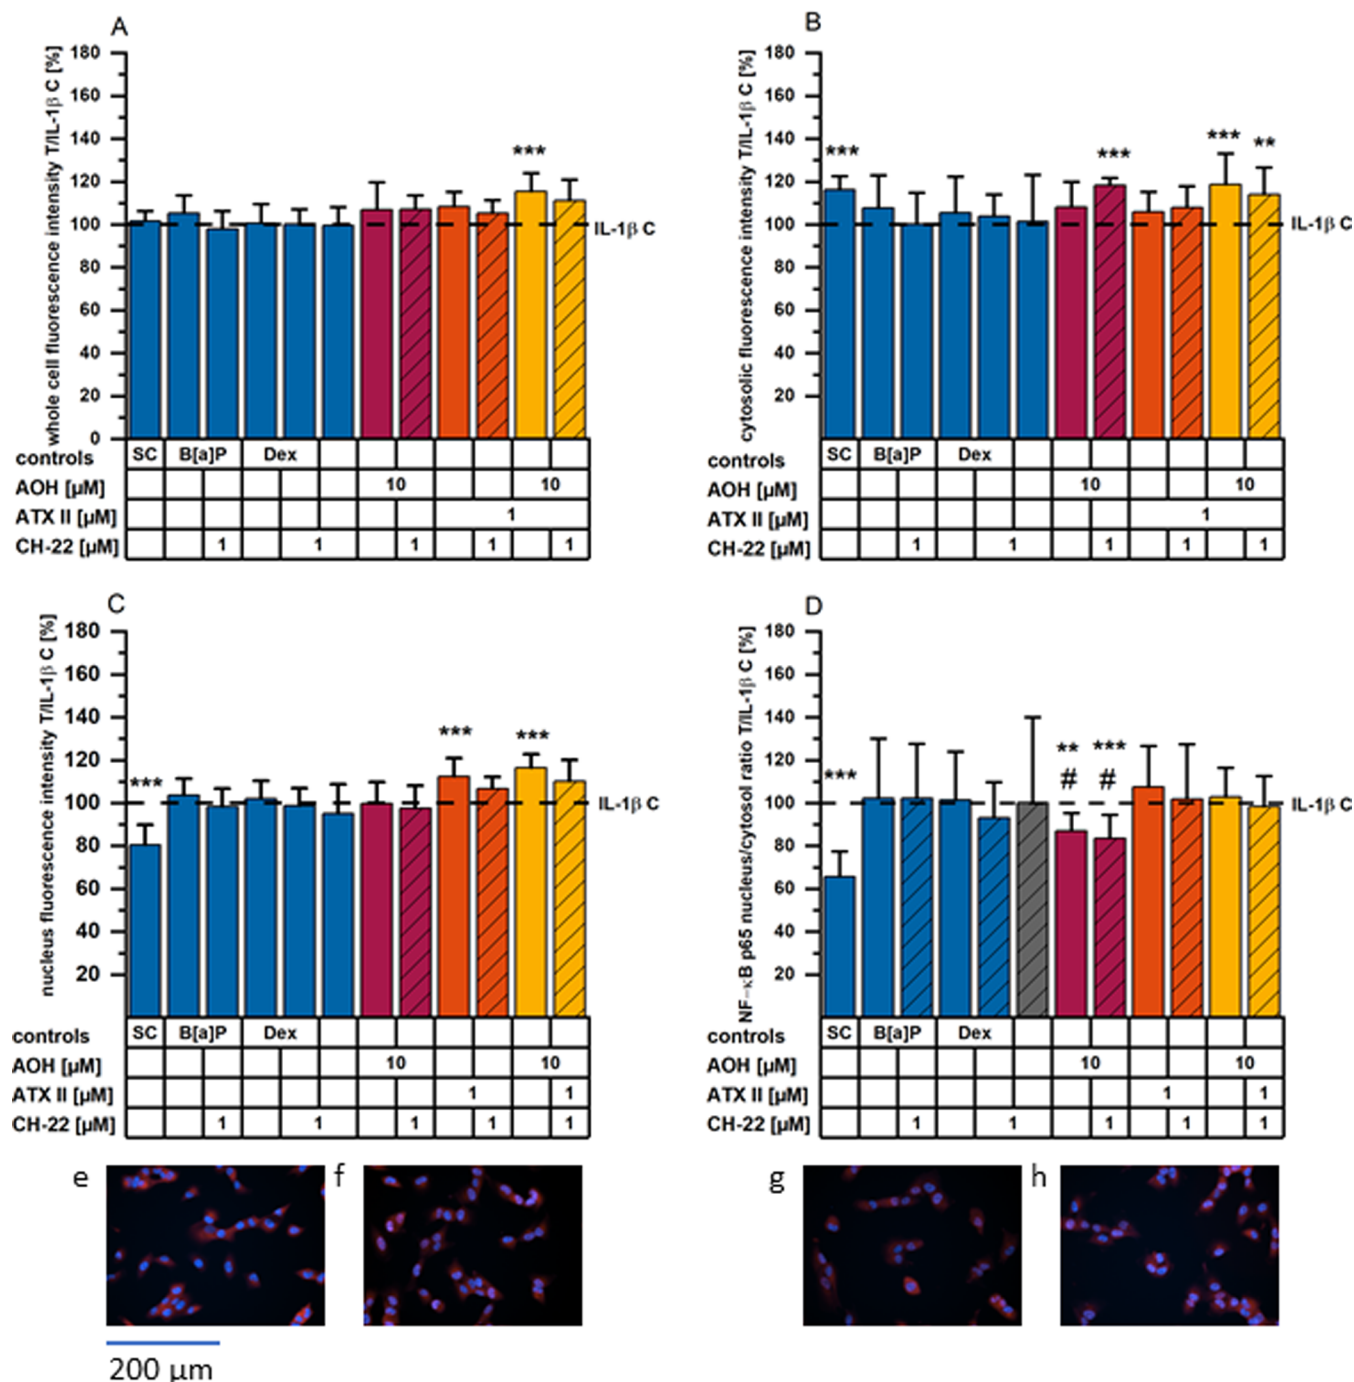 A
whole cell fluorescence intensity T/IL-1β C [%]
180
160
140
120
100
80
60
40
20
0
***
IL-1β C
controls SC B[a]P Dex
AOH [µM] 10 10
ATX II [µM] 1
CH-22 [µM] 1 1 1 1 1
B
cytosolic fluorescence intensity T/IL-1β C [%]
180
160
140
120
100
80
60
40
20
*** *** *** **
IL-1β C
controls SC B[a]P Dex
AOH [µM] 10 10
ATX II [µM] 1
CH-22 [µM] 1 1 1 1 1
C
nucleus fluorescence intensity T/IL-1β C [%]
180
160
140
120
100
80
60
40
20
*** *** ***
IL-1β C
controls SC B[a]P Dex
AOH [µM] 10 10
ATX II [µM] 1 1
CH-22 [µM] 1 1 1 1 1
D
NF-κB p65 nucleus/cytosol ratio T/IL-1β C [%]
180
160
140
120
100
80
60
40
20
*** ** ***
# #
IL-1β C
controls SC B[a]P Dex
AOH [µM] 10 10
ATX II [µM] 1 1
CH-22 [µM] 1 1 1 1 1
e f g h
200 µm